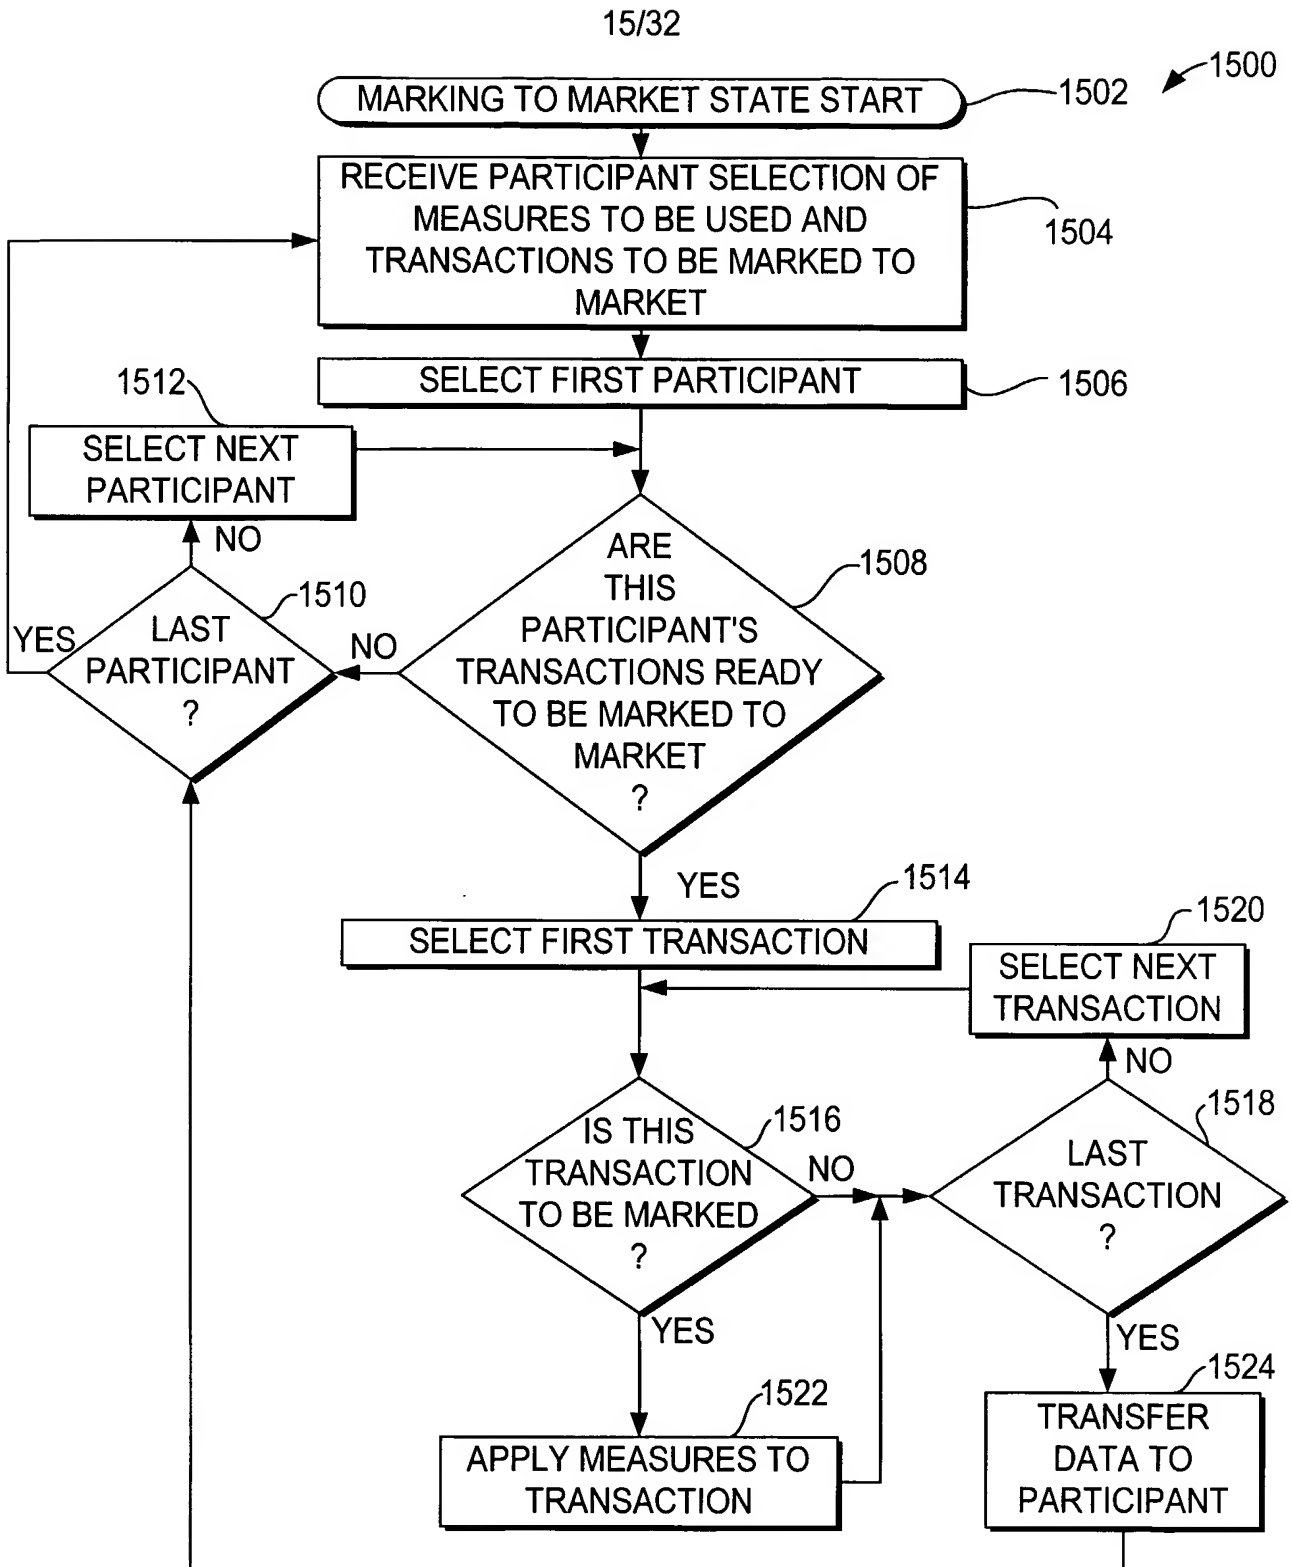 15/32
1500
MARKING TO MARKET STATE START
1502
RECEIVE PARTICIPANT SELECTION OF
MEASURES TO BE USED AND
TRANSACTIONS TO BE MARKED TO
MARKET
1504
SELECT FIRST PARTICIPANT
1506
1512
SELECT NEXT
PARTICIPANT
NO
1510
YES
LAST
PARTICIPANT
?
NO
ARE
THIS
PARTICIPANT'S
TRANSACTIONS READY
TO BE MARKED TO
MARKET
?
1508
YES
1514
SELECT FIRST TRANSACTION
1520
SELECT NEXT
TRANSACTION
NO
IS THIS
TRANSACTION
TO BE MARKED
?
1516
NO
1518
LAST
TRANSACTION
?
YES
YES
1522
APPLY MEASURES TO
TRANSACTION
1524
TRANSFER
DATA TO
PARTICIPANT